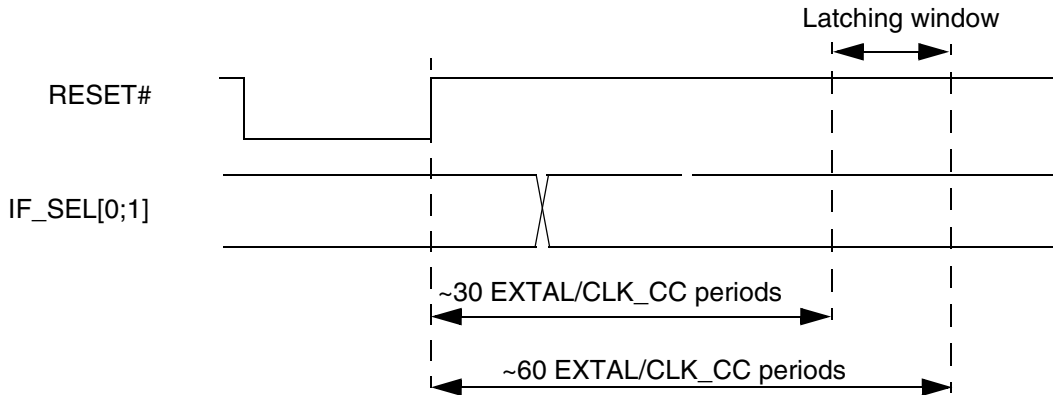 Latching window
RESET#
IF_SEL[0;1]
~30 EXTAL/CLK_CC periods
~60 EXTAL/CLK_CC periods